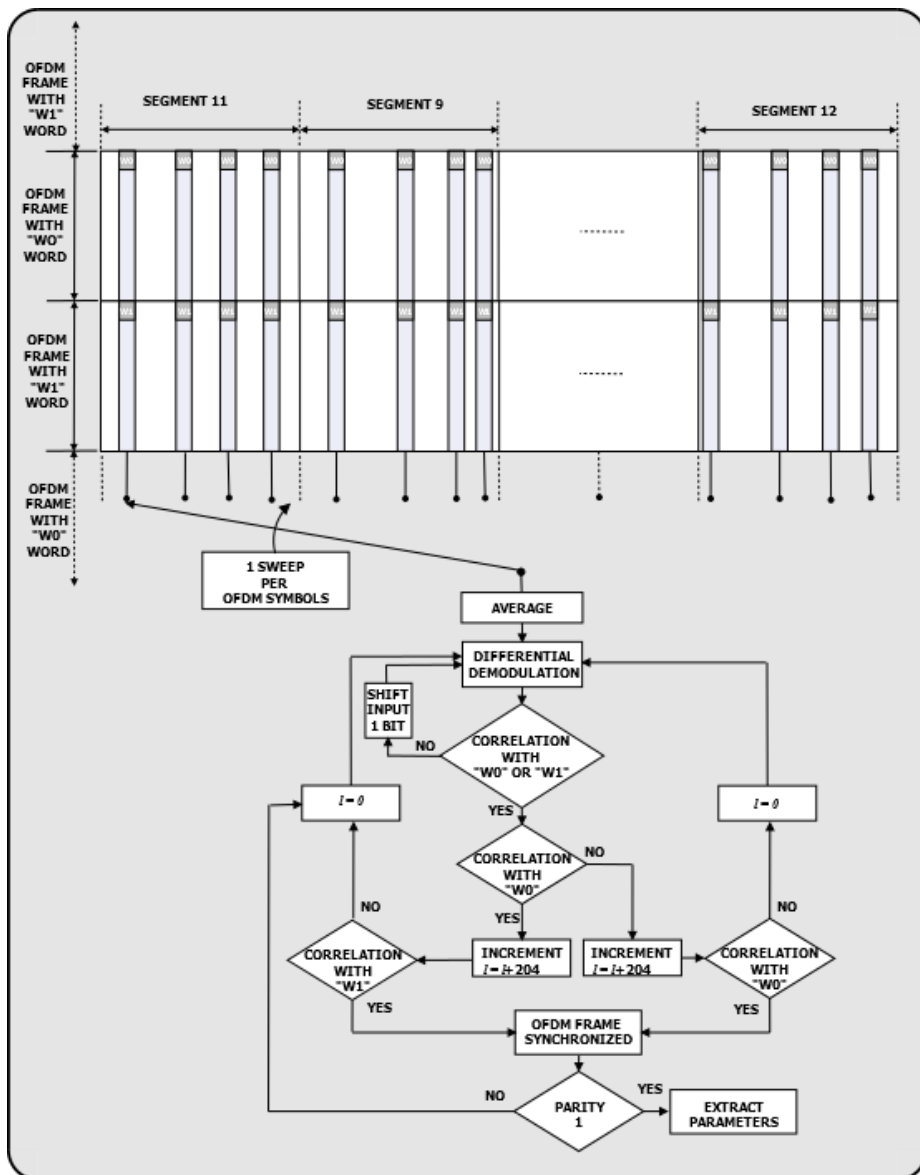 OFDM
FRAME
WITH
"W1"
WORD
SEGMENT 11
SEGMENT 9
SEGMENT 12
W0 W0 W0 W0 W0 W0 W0 W0 W0 W0 W0 W0
OFDM
FRAME
WITH
"W0"
WORD
W1 W1 W1 W1 W1 W1 W1 W1 W1 W1 W1 W1
OFDM
FRAME
WITH
"W1"
WORD
OFDM
FRAME
WITH
"W0"
WORD
1 SWEEP
PER
OFDM SYMBOLS
AVERAGE
DIFFERENTIAL
DEMODULATION
SHIFT
INPUT
1 BIT
NO
CORRELATION
WITH
"W0" OR "W1"
I = 0
I = 0
YES
CORRELATION
WITH
"W0"
NO
YES
NO
NO
CORRELATION
WITH
"W1"
INCREMENT
I = I+ 204
INCREMENT
I = I+ 204
CORRELATION
WITH
"W0"
YES
YES
OFDM FRAME
SYNCHRONIZED
NO
PARITY
1
YES
EXTRACT
PARAMETERS